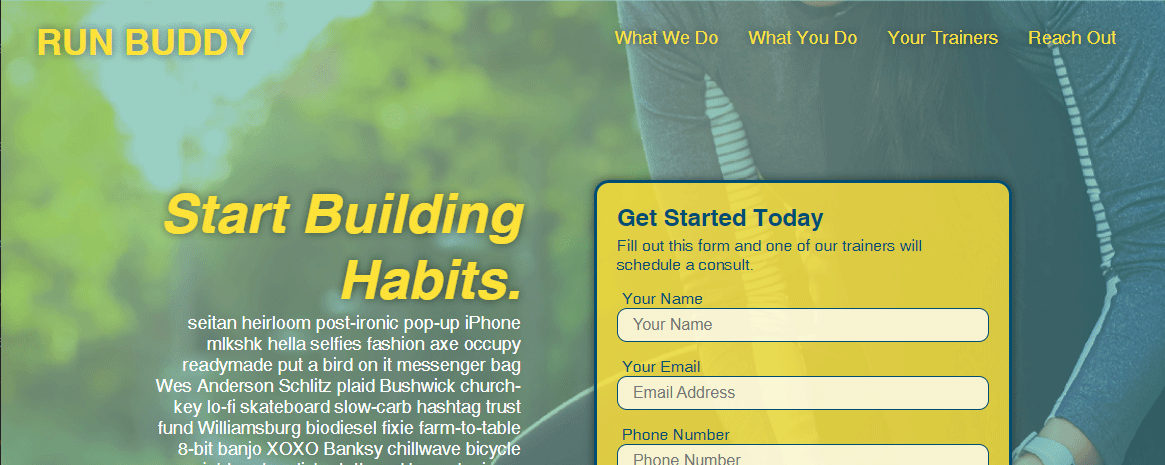 RUN BUDDY
What We Do What You Do Your Trainers Reach Out
Start Building
Habits.
seitan heirloom post-ironic pop-up iPhone
mlkshk hella selfies fashion axe occupy
readymade put a bird on it messenger bag
Wes Anderson Schlitz plaid Bushwick church-
key lo-fi skateboard slow-carb hashtag trust
fund Williamsburg biodiesel fixie farm-to-table
8-bit banjo XOXO Banksy chillwave bicycle
Get Started Today
Fill out this form and one of our trainers will
schedule a consult.
Your Name
Your Name
Your Email
Email Address
Phone Number
Phone Number